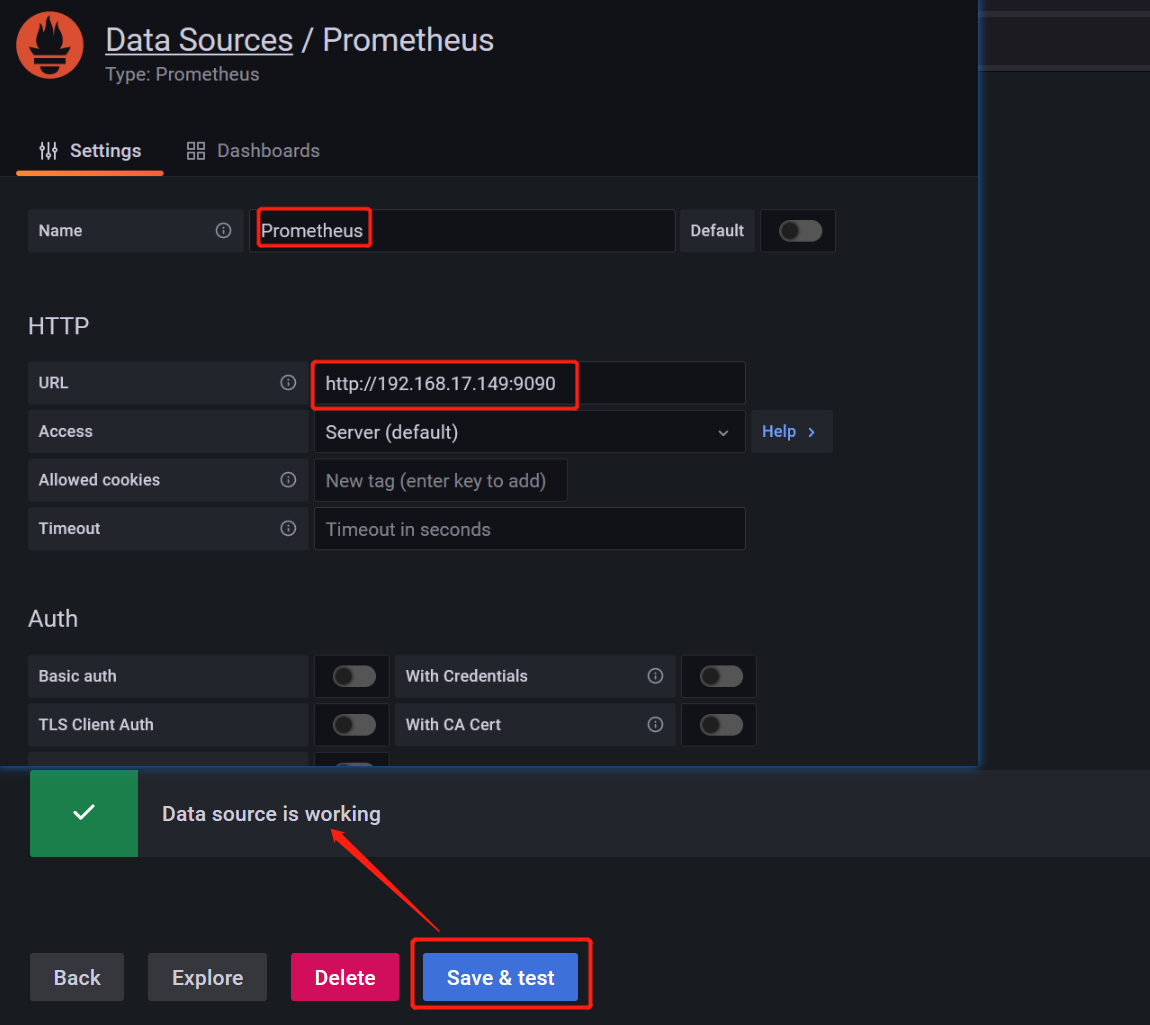 Data Sources / Prometheus
Type: Prometheus
Settings Dashboards
Name Prometheus Default
HTTP
URL http://192.168.17.149:9090
Access Server (default) Help
Allowed cookies New tag (enter key to add)
Timeout Timeout in seconds
Auth
Basic auth With Credentials
TLS Client Auth With CA Cert
Data source is working
Back Explore Delete Save & test